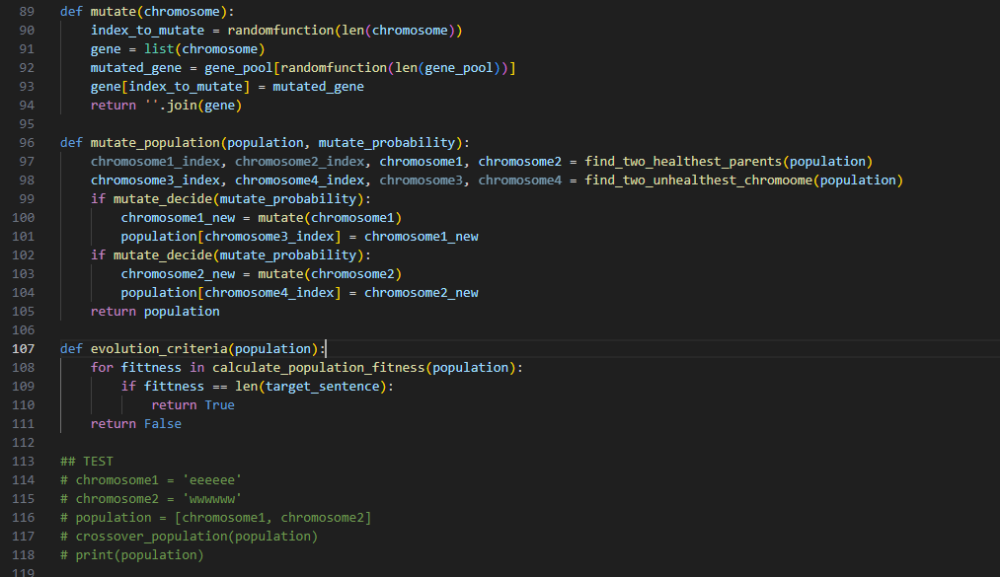 89 def mutate(chromosome):
90     index_to_mutate = randomfunction(len(chromosome))
91     gene = list(chromosome)
92     mutated_gene = gene_pool[randomfunction(len(gene_pool))]
93     gene[index_to_mutate] = mutated_gene
94     return ''.join(gene)
95
96 def mutate_population(population, mutate_probability):
97     chromosome1_index, chromosome2_index, chromosome1, chromosome2 = find_two_healthest_parents(population)
98     chromosome3_index, chromosome4_index, chromosome3, chromosome4 = find_two_unhealthest_chromoome(population)
99     if mutate_decide(mutate_probability):
100         chromosome1_new = mutate(chromosome1)
101         population[chromosome3_index] = chromosome1_new
102     if mutate_decide(mutate_probability):
103         chromosome2_new = mutate(chromosome2)
104         population[chromosome4_index] = chromosome2_new
105     return population
106
107 def evolution_criteria(population):
108     for fittness in calculate_population_fitness(population):
109         if fittness == len(target_sentence):
110             return True
111     return False
112
113 ## TEST
114 # chromosome1 = 'eeeeee'
115 # chromosome2 = 'wwwwww'
116 # population = [chromosome1, chromosome2]
117 # crossover_population(population)
118 # print(population)
119